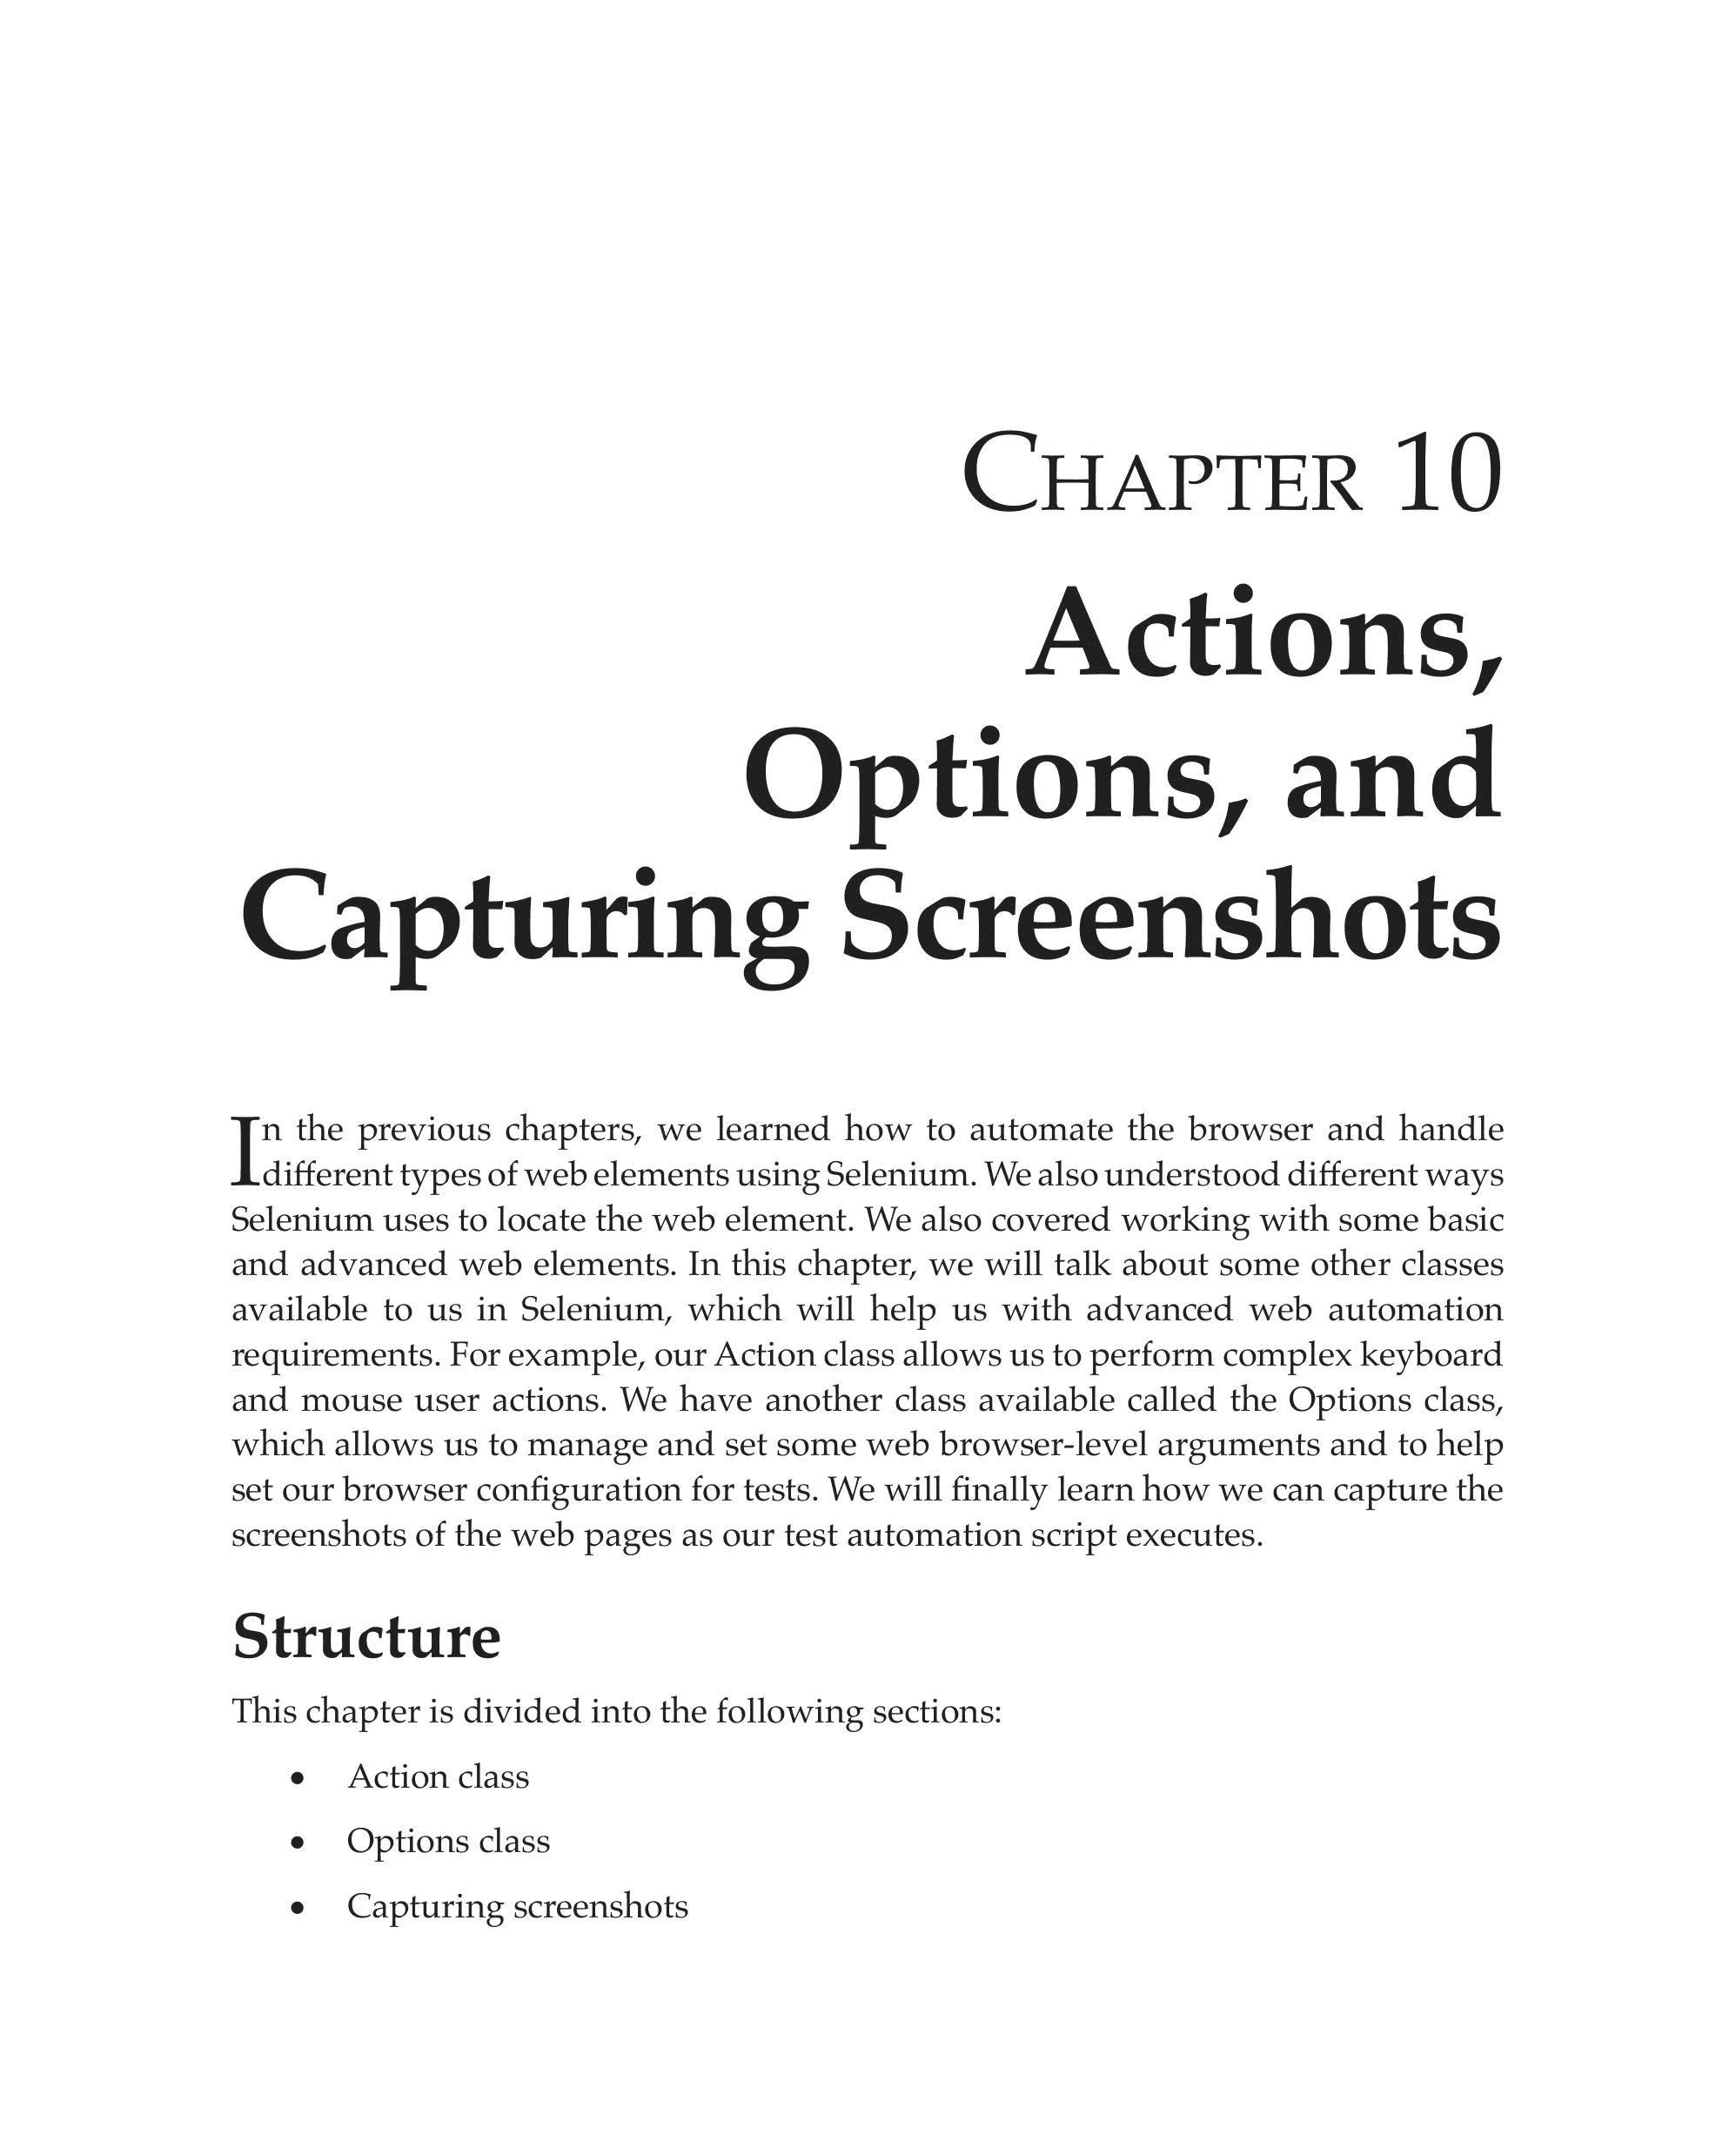 CHAPTER 10
Actions,
Options, and
Capturing Screenshots
In the previous chapters, we learned how to automate the browser and handle
different types of web elements using Selenium. We also understood different ways
Selenium uses to locate the web element. We also covered working with some basic
and advanced web elements. In this chapter, we will talk about some other classes
available to us in Selenium, which will help us with advanced web automation
requirements. For example, our Action class allows us to perform complex keyboard
and mouse user actions. We have another class available called the Options class,
which allows us to manage and set some web browser-level arguments and to help
set our browser configuration for tests. We will finally learn how we can capture the
screenshots of the web pages as our test automation script executes.
Structure
This chapter is divided into the following sections:
• Action class
• Options class
• Capturing screenshots